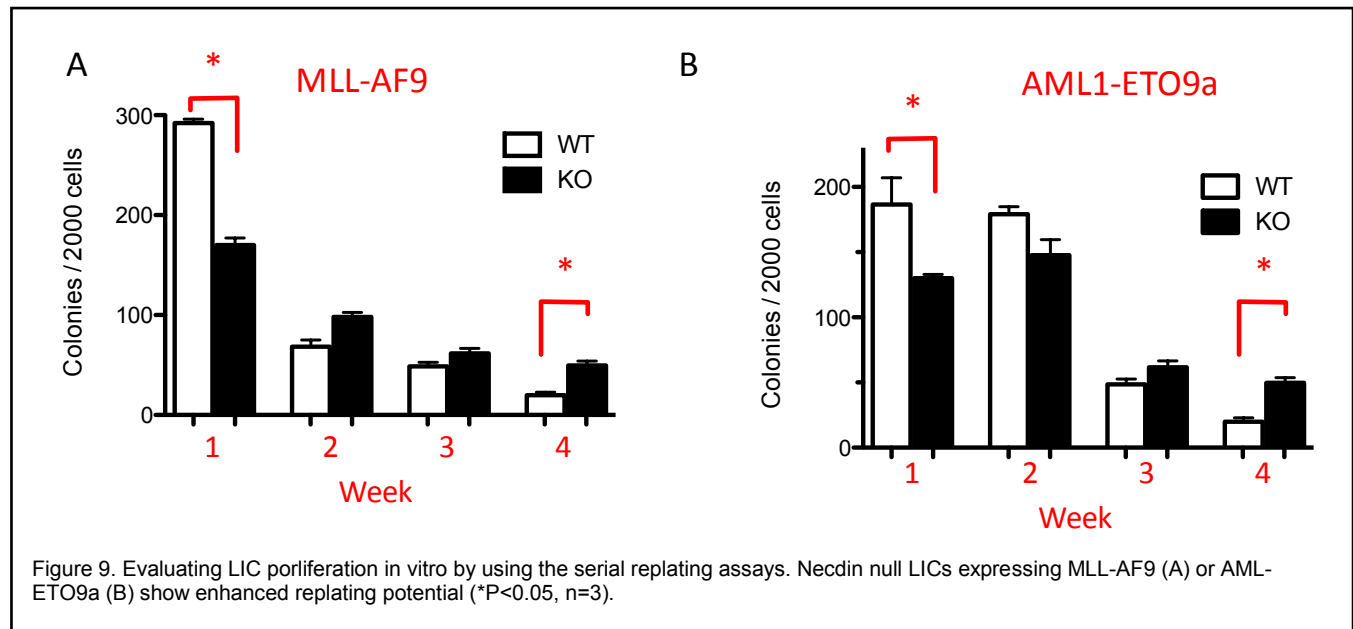 A
MLL-AF9
*
*
300
200
100
0
Colonies / 2000 cells
WT
KO
1 2 3 4
Week
B
AML1-ETO9a
*
*
200
100
0
Colonies / 2000 cells
WT
KO
1 2 3 4
Week
Figure 9. Evaluating LIC porliferation in vitro by using the serial replating assays. Necdin null LICs expressing MLL-AF9 (A) or AML-
ETO9a (B) show enhanced replating potential (*P<0.05, n=3).